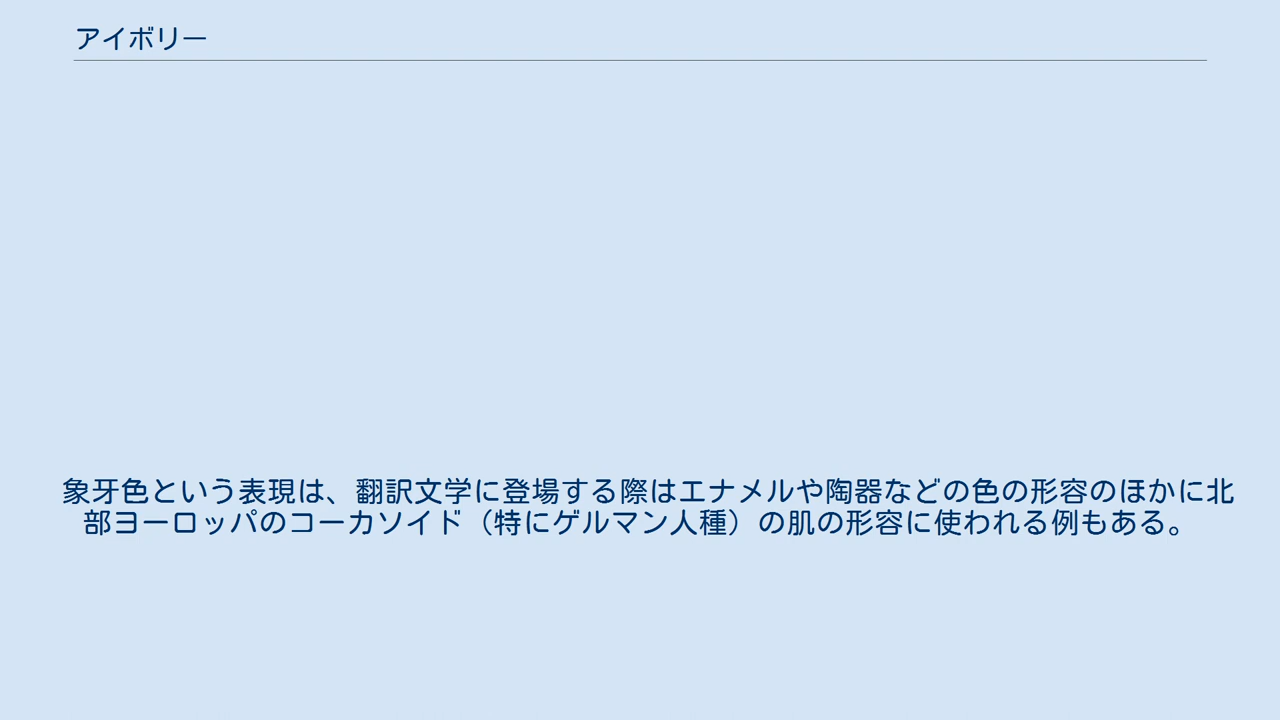 アイボリー
象牙色という表現は、翻訳文学に登場する際はエナメルや陶器などの色の形容のほかに北
部ヨーロッパのコーカソイド（特にゲルマン人種）の肌の形容に使われる例もある。